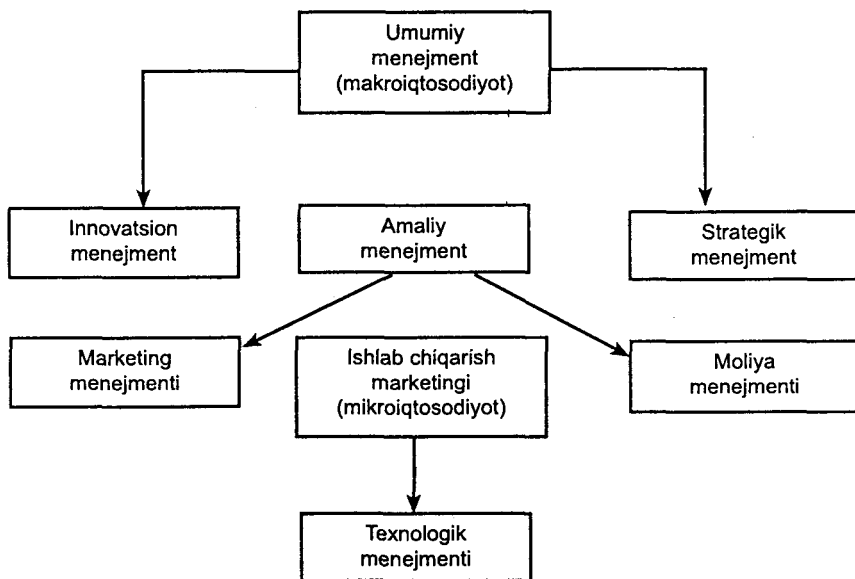 Umumiy
menejment
(makroiqtosodiyot)
Innovatsion
menejment
Amaliy
menejment
Strategik
menejment
Marketing
menejmenti
Ishlab chiqarish
marketingi
(mikroiqtosodiyot)
Moliya
menejmenti
Texnologik
menejmenti